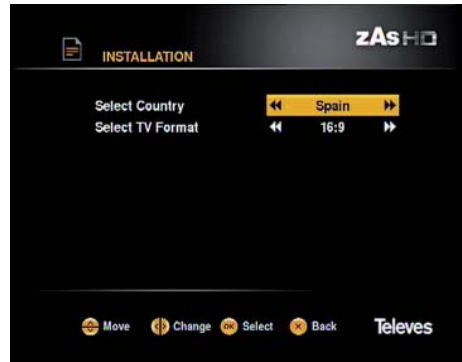 zAs HD
INSTALLATION
Select Country Spain
Select TV Format 16:9
Move Change OK Select Back
Televes